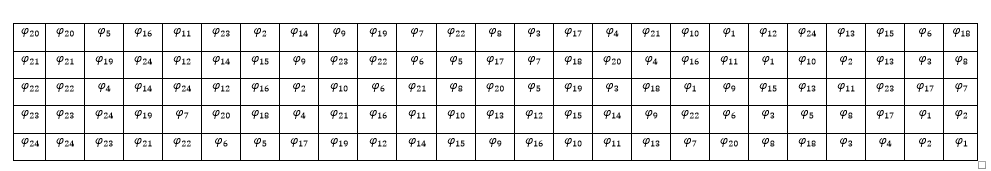 φ20 φ20 φ5 φ16 φ11 φ23 φ2 φ14 φ9 φ19 φ7 φ22 φ8 φ3 φ17 φ4 φ21 φ10 φ1 φ12 φ24 φ13 φ15 φ6 φ18
φ21 φ21 φ19 φ24 φ12 φ14 φ15 φ9 φ23 φ22 φ6 φ5 φ17 φ7 φ18 φ20 φ4 φ16 φ11 φ1 φ10 φ2 φ13 φ3 φ8
φ22 φ22 φ4 φ14 φ24 φ12 φ16 φ2 φ10 φ6 φ21 φ8 φ20 φ5 φ19 φ3 φ18 φ1 φ9 φ15 φ13 φ11 φ23 φ17 φ7
φ23 φ23 φ24 φ19 φ7 φ20 φ18 φ4 φ21 φ16 φ11 φ10 φ13 φ12 φ15 φ14 φ9 φ22 φ6 φ3 φ5 φ8 φ17 φ1 φ2
φ24 φ24 φ23 φ21 φ22 φ6 φ5 φ17 φ19 φ12 φ14 φ15 φ9 φ16 φ10 φ11 φ13 φ7 φ20 φ8 φ18 φ3 φ4 φ2 φ1